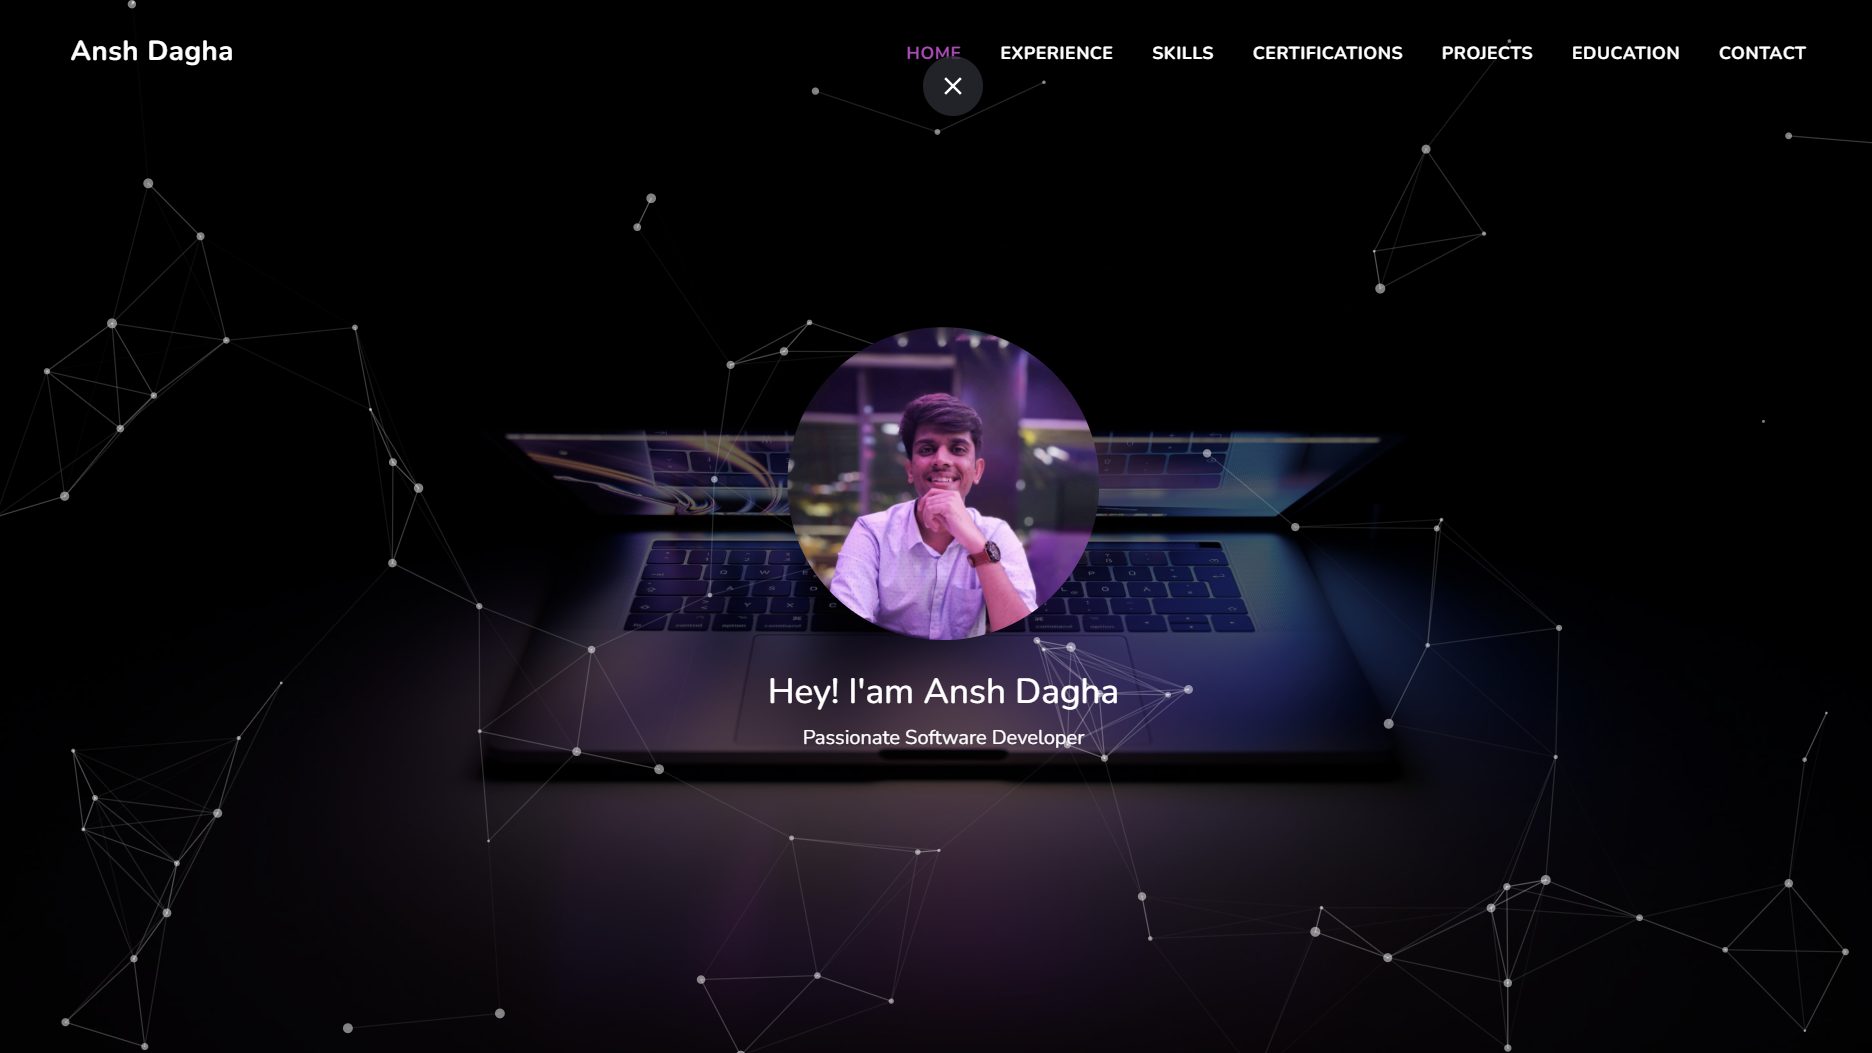 Ansh Dagha
HOME EXPERIENCE SKILLS CERTIFICATIONS PROJECTS EDUCATION CONTACT
Hey! I'am Ansh Dagha
Passionate Software Developer